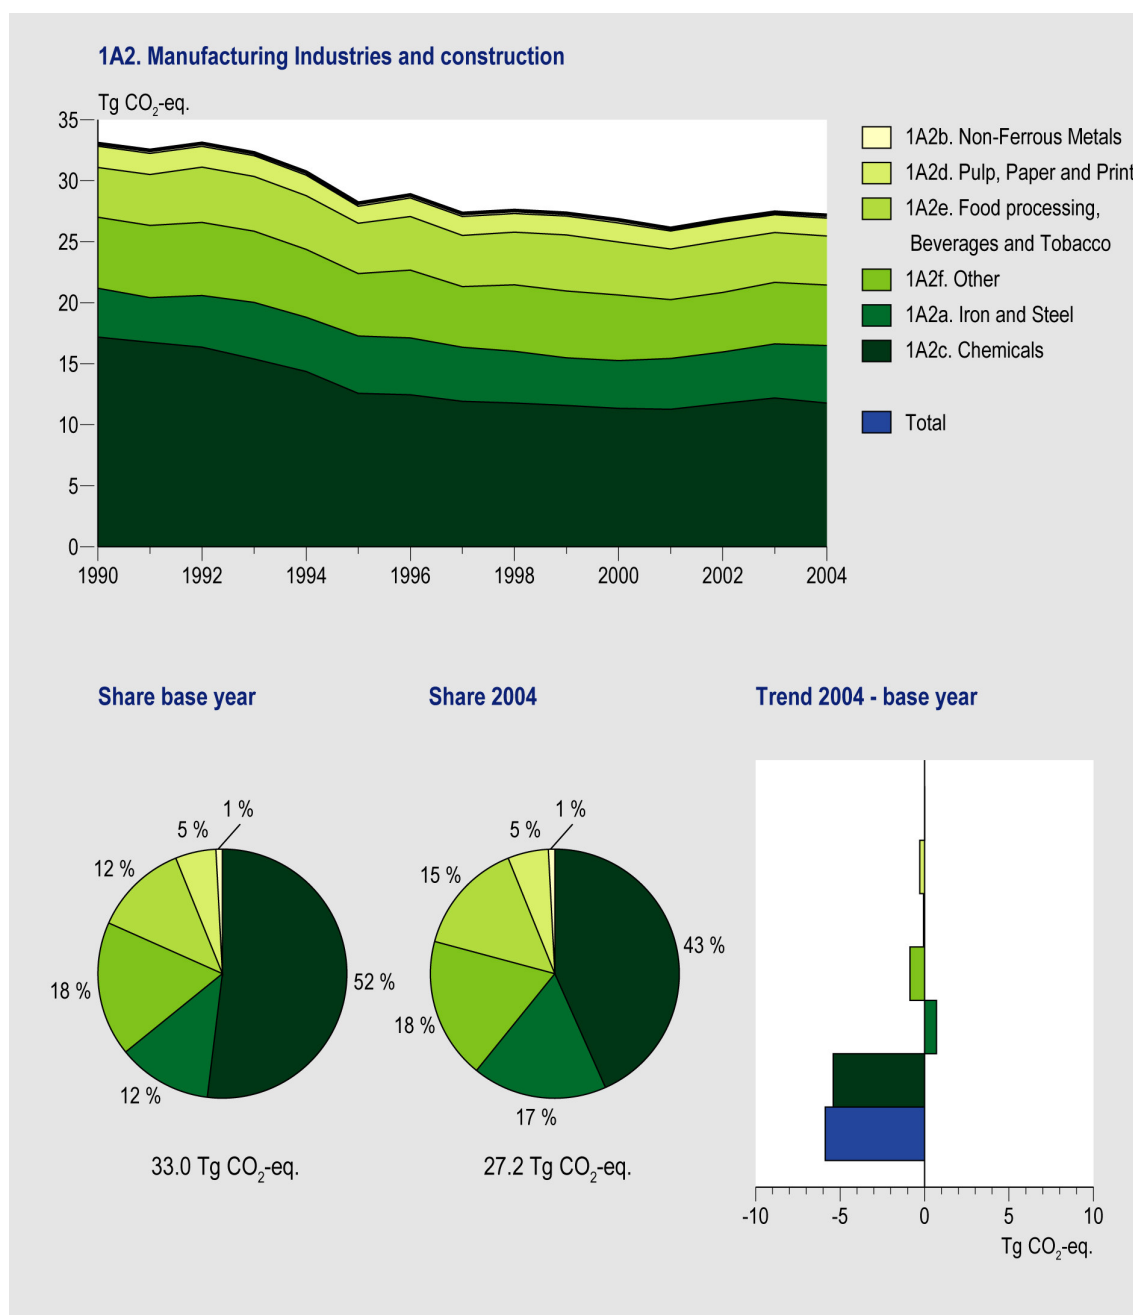 1A2. Manufacturing Industries and construction
Tg CO₂-eq.
35
30
25
20
15
10
5
0
1990 1992 1994 1996 1998 2000 2002 2004
1A2b. Non-Ferrous Metals
1A2d. Pulp, Paper and Print
1A2e. Food processing,
Beverages and Tobacco
1A2f. Other
1A2a. Iron and Steel
1A2c. Chemicals
Total
Share base year
1 %
5 %
12 %
18 %
52 %
12 %
33.0 Tg CO₂-eq.
Share 2004
1 %
5 %
15 %
43 %
18 %
17 %
27.2 Tg CO₂-eq.
Trend 2004 - base year
-10 -5 0 5 10
Tg CO₂-eq.